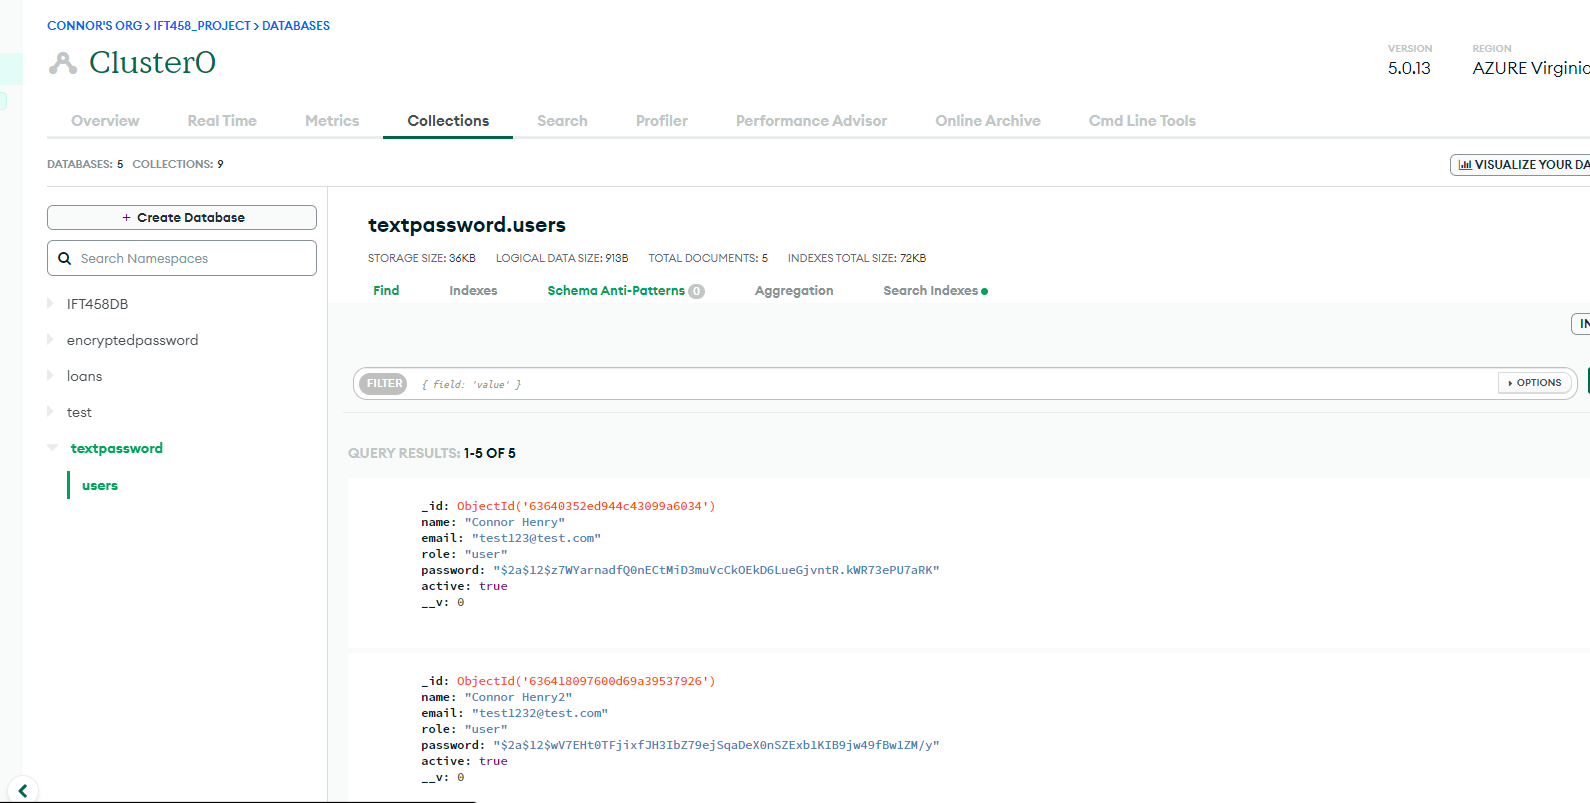 CONNOR'S ORG > IFT458_PROJECT > DATABASES
Cluster0
VERSION
5.0.13
REGION
AZURE Virginia
Overview
Real Time
Metrics
Collections
Search
Profiler
Performance Advisor
Online Archive
Cmd Line Tools
DATABASES: 5 COLLECTIONS: 9
VISUALIZE YOUR DA
+ Create Database
Search Namespaces
IFT458DB
encryptedpassword
loans
test
textpassword
users
textpassword.users
STORAGE SIZE: 36KB LOGICAL DATA SIZE: 913B TOTAL DOCUMENTS: 5 INDEXES TOTAL SIZE: 72KB
Find
Indexes
Schema Anti-Patterns 0
Aggregation
Search Indexes
IN
FILTER { field: 'value' }
OPTIONS
QUERY RESULTS: 1-5 OF 5
_id: ObjectId('63640352ed944c43099a6034')
name: "Connor Henry"
email: "test123@test.com"
role: "user"
password: "$2a$12$z7WYarnadfQ0nECtMiD3muVcCkOEkD6LueGjvntR.kWR73ePU7aRK"
active: true
__v: 0
_id: ObjectId('636418097600d69a39537926')
name: "Connor Henry2"
email: "test1232@test.com"
role: "user"
password: "$2a$12$wV7EHt0TFjixfJH3IbZ79ejSqaDeX0nSZExb1KIB9jw49fBw1ZM/y"
active: true
__v: 0